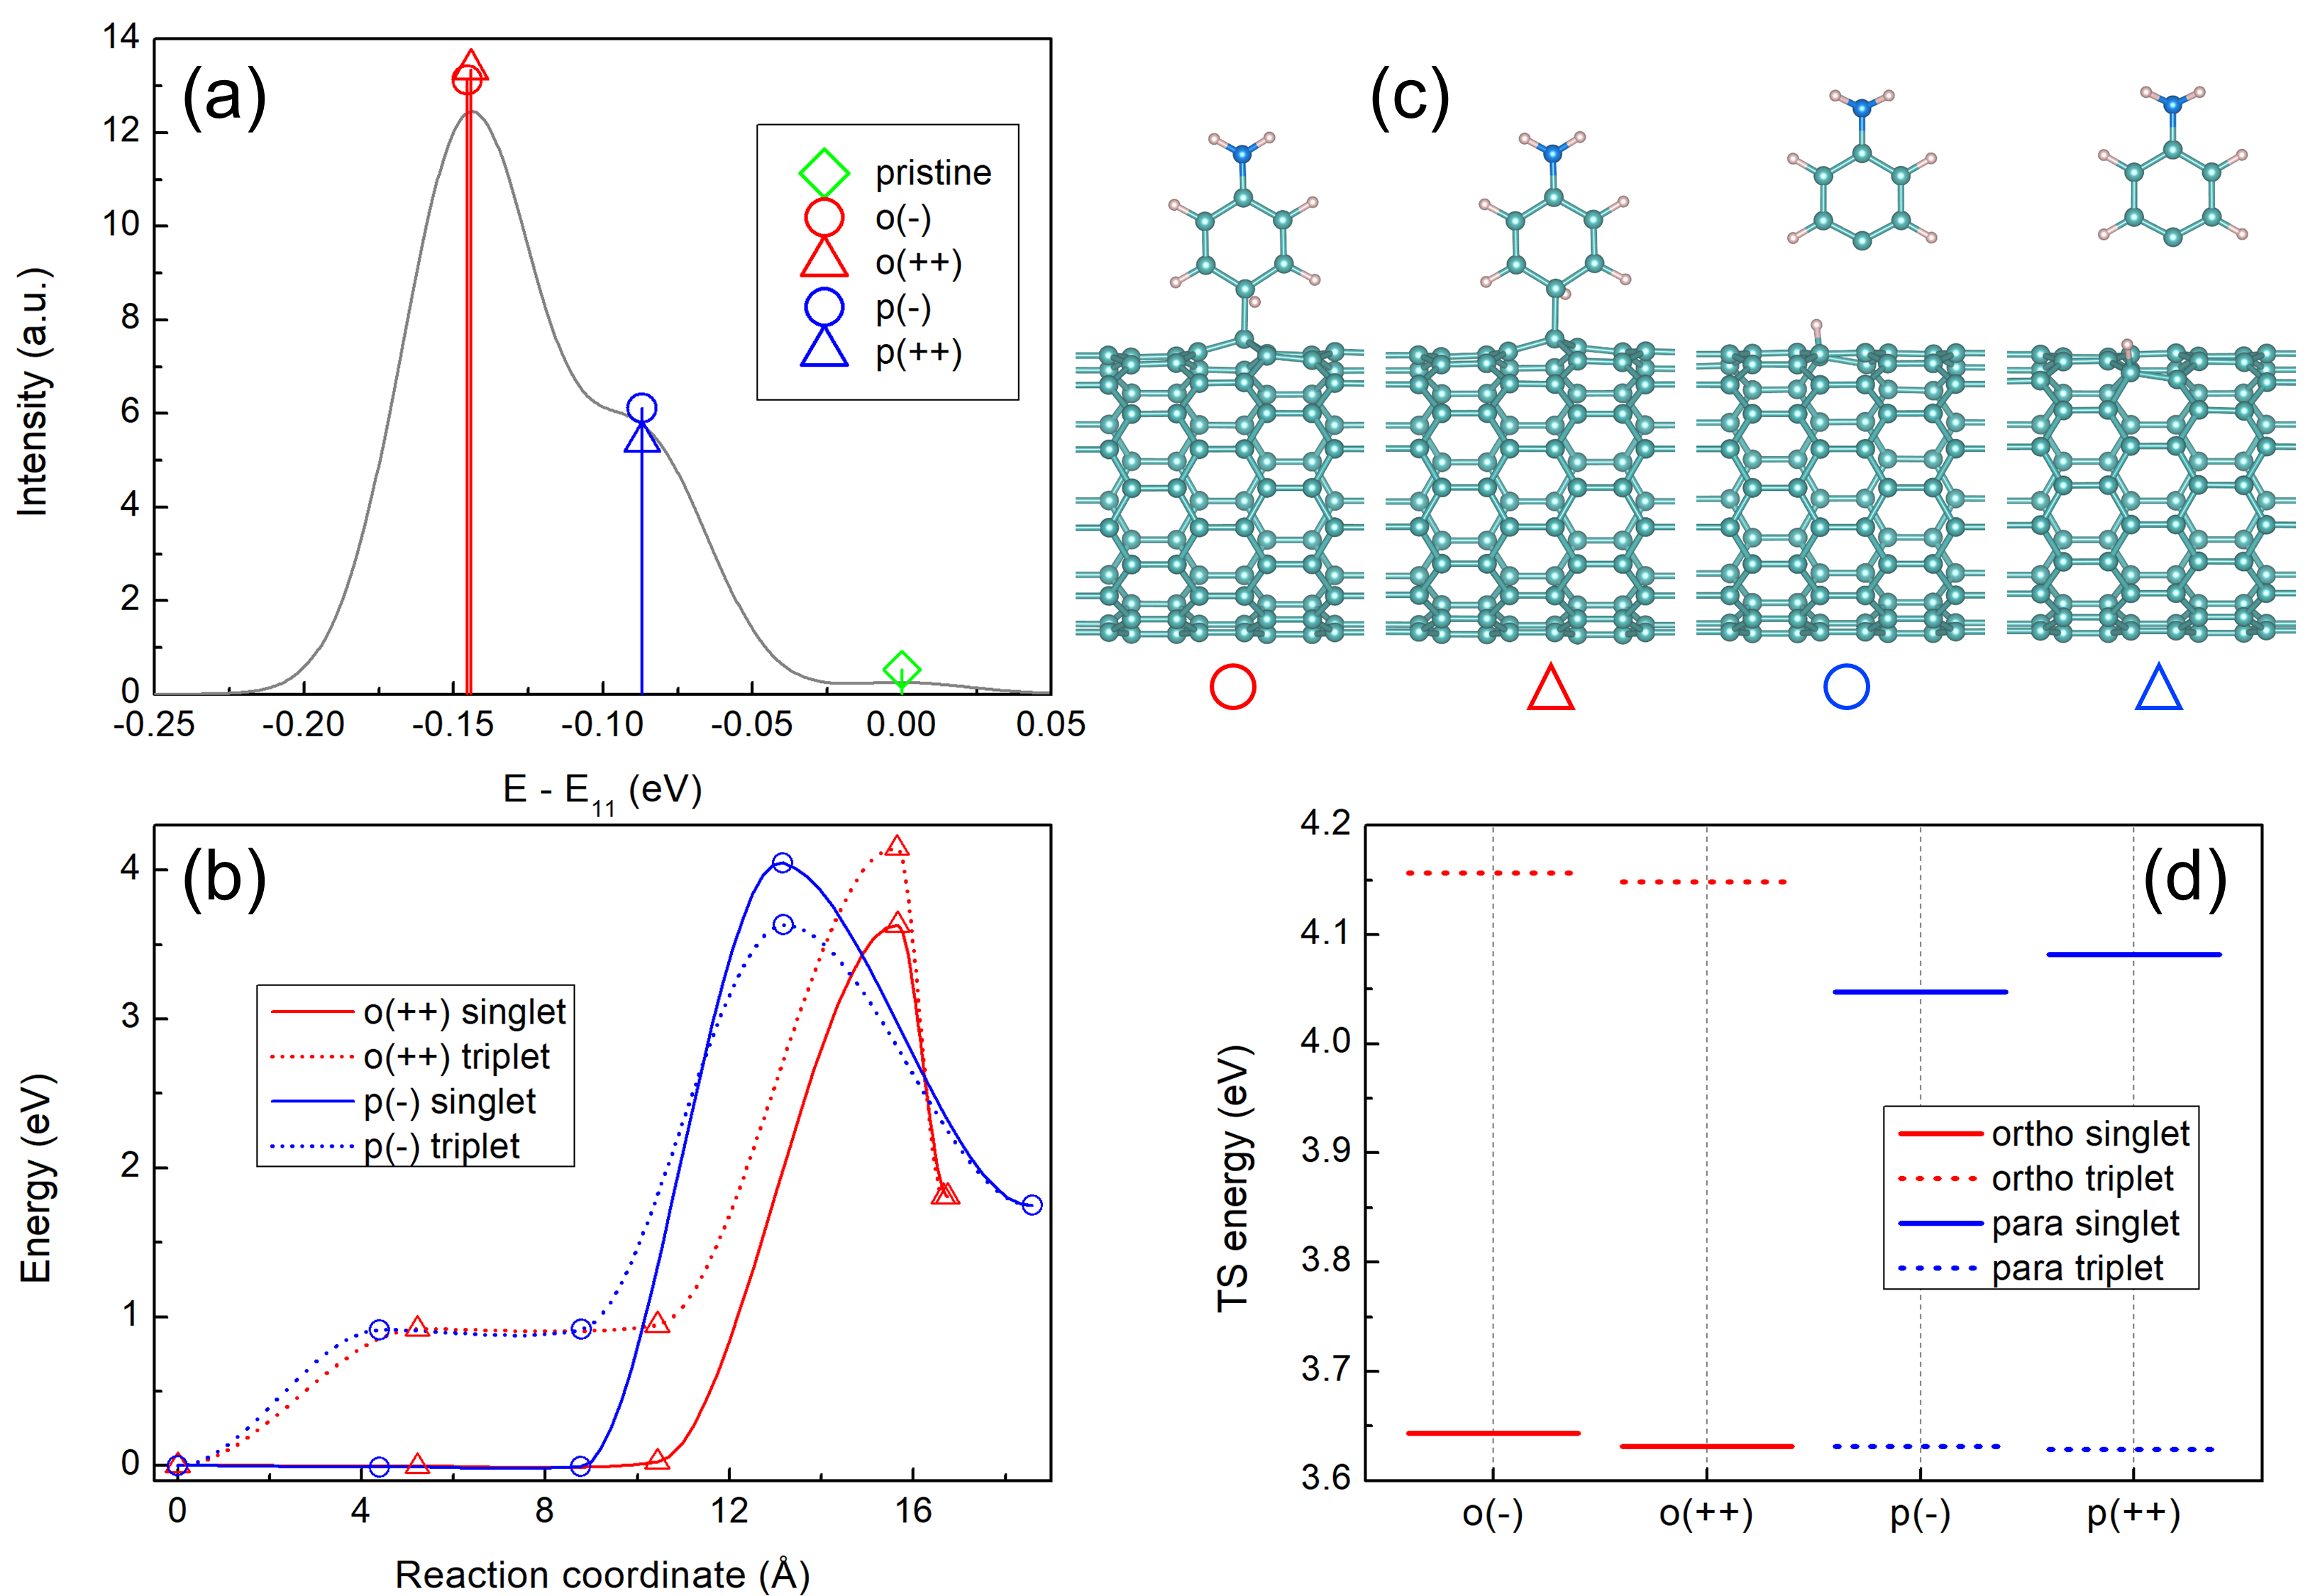 (a)
14
12
10
8
6
4
2
0
Intensity (a.u.)
pristine
o(-)
o(++)
p(-)
p(++)
-0.25 -0.20 -0.15 -0.10 -0.05 0.00 0.05
E - E11 (eV)
(c)
(b)
4
3
2
1
0
Energy (eV)
o(++) singlet
o(++) triplet
p(-) singlet
p(-) triplet
0 4 8 12 16
Reaction coordinate (Å)
(d)
4.2
4.1
4.0
3.9
3.8
3.7
3.6
TS energy (eV)
ortho singlet
ortho triplet
para singlet
para triplet
o(-) o(++) p(-) p(++)